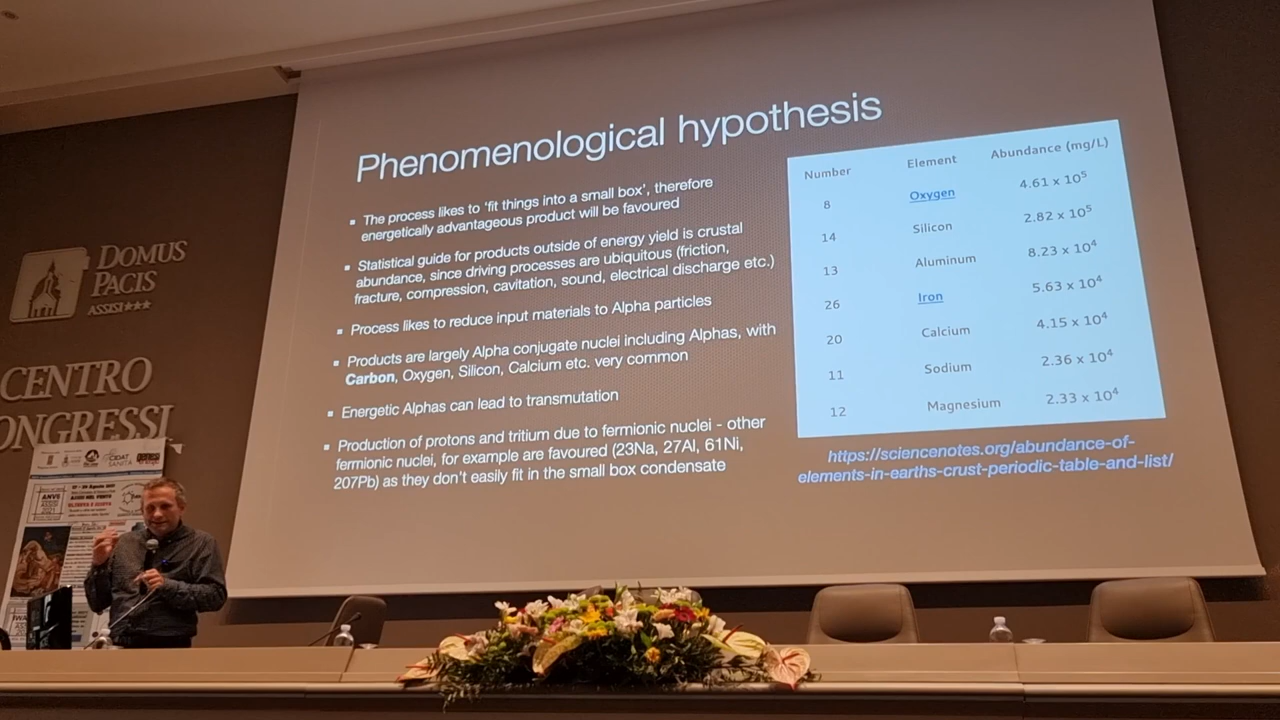 Phenomenological hypothesis
▪ The process likes to 'fit things into a small box', therefore
energetically advantageous product will be favoured
▪ Statistical guide for products outside of energy yield is crustal
abundance, since driving processes are ubiquitous (friction,
fracture, compression, cavitation, sound, electrical discharge etc.)
▪ Process likes to reduce input materials to Alpha particles
▪ Products are largely Alpha conjugate nuclei including Alphas, with
Carbon, Oxygen, Silicon, Calcium etc. very common
▪ Energetic Alphas can lead to transmutation
▪ Production of protons and tritium due to fermionic nuclei - other
fermionic nuclei, for example are favoured (23Na, 27Al, 61Ni,
207Pb) as they don't easily fit in the small box condensate
Number Element Abundance (mg/L)
8 Oxygen 4.61 x 10⁵
14 Silicon 2.82 x 10⁵
13 Aluminum 8.23 x 10⁴
26 Iron 5.63 x 10⁴
20 Calcium 4.15 x 10⁴
11 Sodium 2.36 x 10⁴
12 Magnesium 2.33 x 10⁴
https://sciencenotes.org/abundance-of-
elements-in-earths-crust-periodic-table-and-list/
DOMUS
PACIS
ASSISI★★★
CENTRO
ONGRESSI
CIDAT
SANITÀ
ANVS
ASSISI
2021